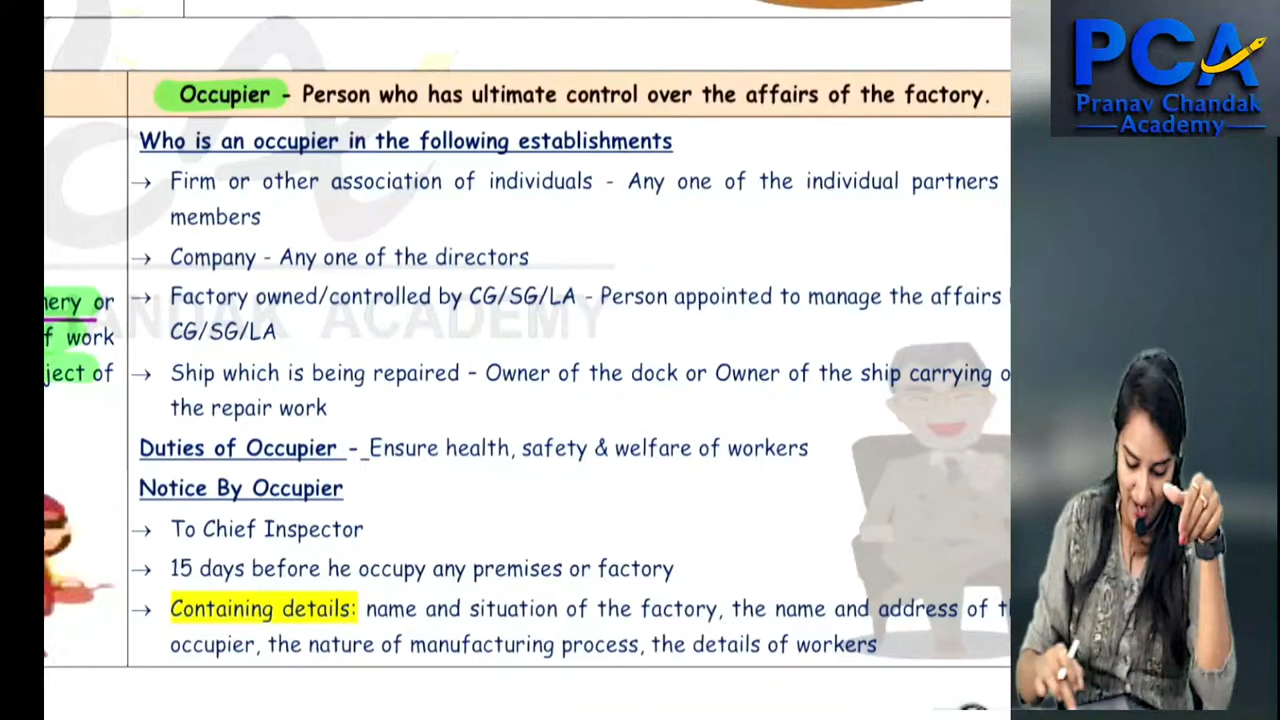 PCA
Pranav Chandak
Academy
Occupier - Person who has ultimate control over the affairs of the factory.
Who is an occupier in the following establishments
→ Firm or other association of individuals - Any one of the individual partners
members
→ Company - Any one of the directors
→ Factory owned/controlled by CG/SG/LA - Person appointed to manage the affairs
CG/SG/LA
→ Ship which is being repaired - Owner of the dock or Owner of the ship carrying
the repair work
Duties of Occupier - Ensure health, safety & welfare of workers
Notice By Occupier
→ To Chief Inspector
→ 15 days before he occupy any premises or factory
→ Containing details: name and situation of the factory, the name and address of
occupier, the nature of manufacturing process, the details of workers
or
work
of
ACADEMY